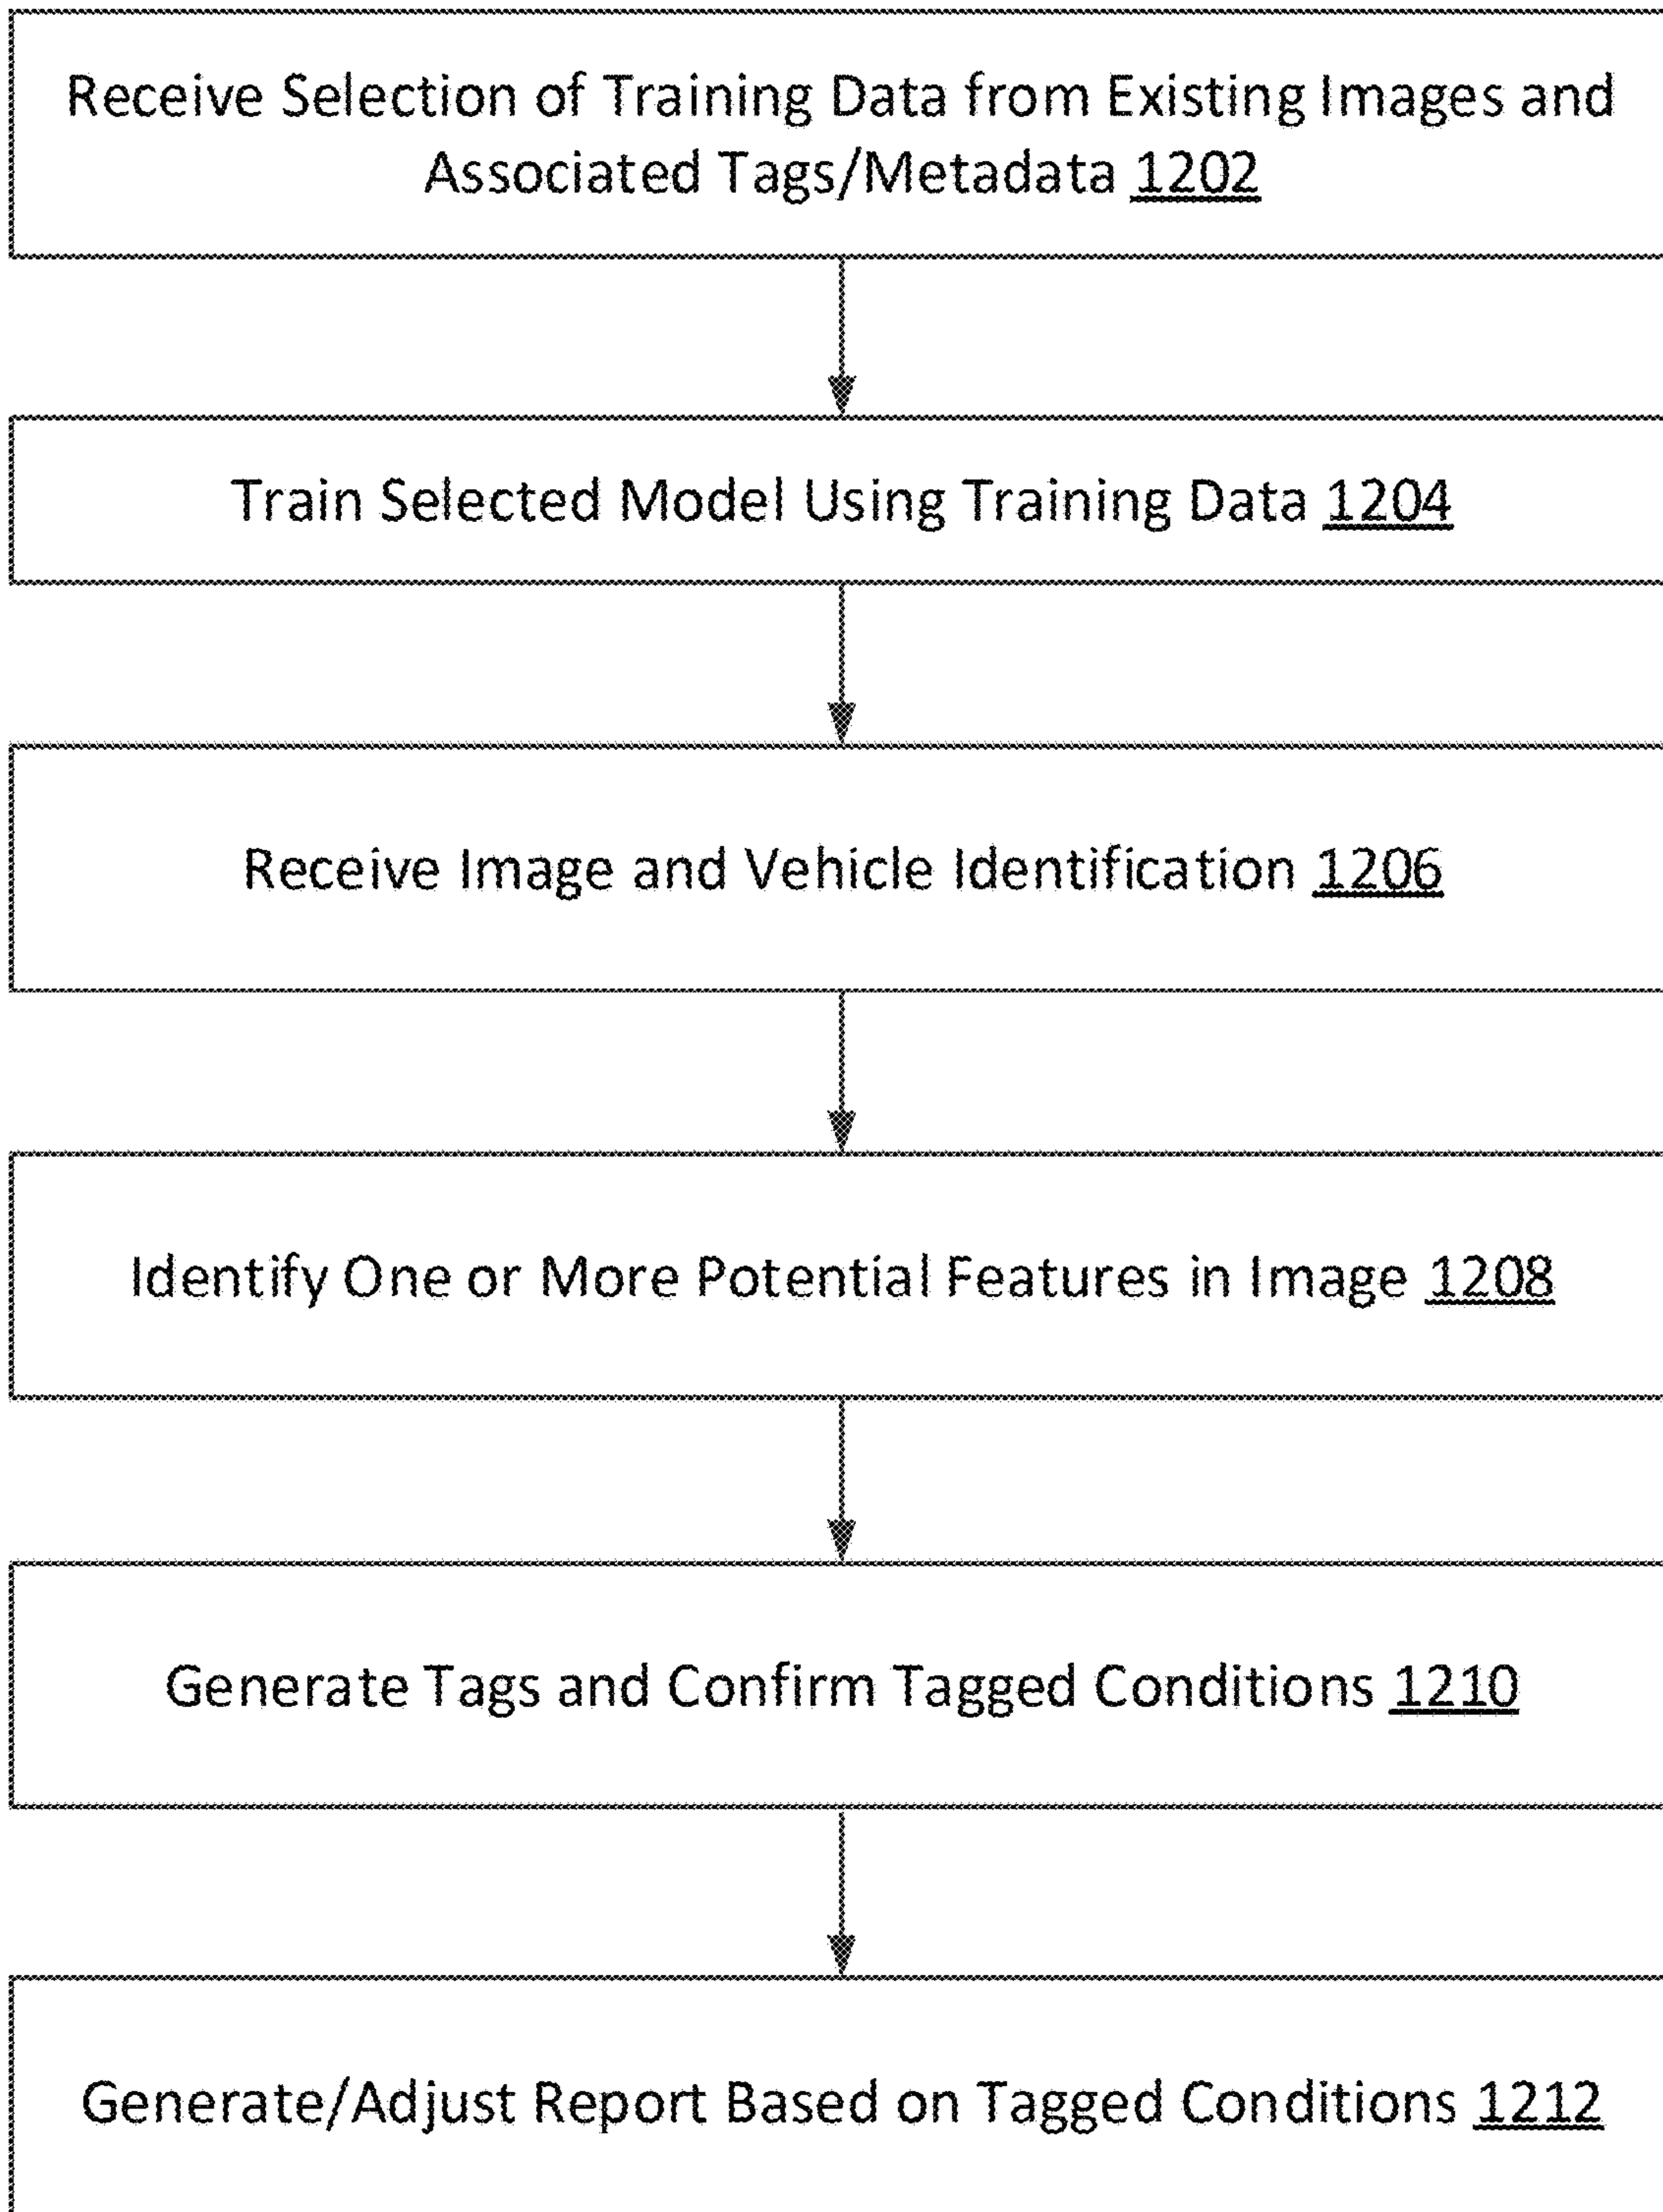 Receive Selection of Training Data from Existing Images and
Associated Tags/Metadata 1202
Train Selected Model Using Training Data 1204
Receive Image and Vehicle Identification 1206
Identify One or More Potential Features in Image 1208
Generate Tags and Confirm Tagged Conditions 1210
Generate/Adjust Report Based on Tagged Conditions 1212